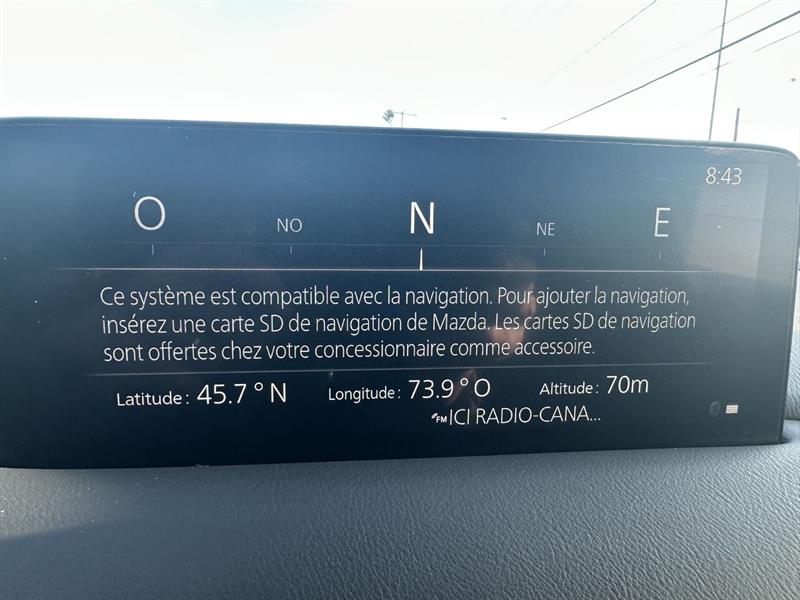 8:43
O NO N NE E
Ce système est compatible avec la navigation. Pour ajouter la navigation,
insérez une carte SD de navigation de Mazda. Les cartes SD de navigation
sont offertes chez votre concessionnaire comme accessoire.
Latitude : 45.7 ° N Longitude : 73.9 ° O Altitude : 70m
FM ICI RADIO-CANA...